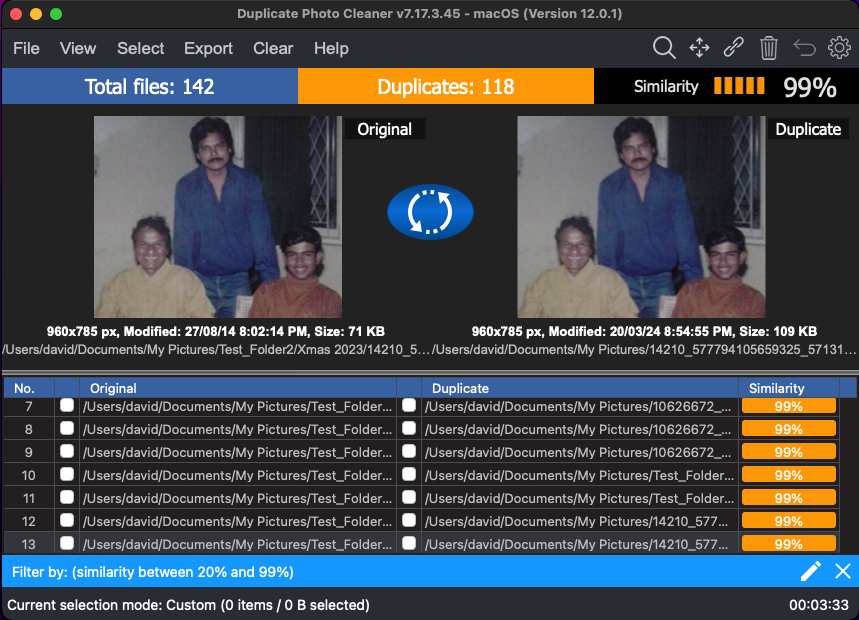 Duplicate Photo Cleaner v7.17.3.45 - macOS (Version 12.0.1)
File View Select Export Clear Help
Total files: 142 Duplicates: 118 Similarity 99%
Original Duplicate
960x785 px, Modified: 27/08/14 8:02:14 PM, Size: 71 KB 960x785 px, Modified: 20/03/24 8:54:55 PM, Size: 109 KB
/Users/david/Documents/My Pictures/Test_Folder2/Xmas 2023/14210_5... /Users/david/Documents/My Pictures/14210_577794105659325_57131...
No. Original Duplicate Similarity
7 /Users/david/Documents/My Pictures/Test_Folder... /Users/david/Documents/My Pictures/10626672_... 99%
8 /Users/david/Documents/My Pictures/Test_Folder... /Users/david/Documents/My Pictures/10626672_... 99%
9 /Users/david/Documents/My Pictures/Test_Folder... /Users/david/Documents/My Pictures/10626672_... 99%
10 /Users/david/Documents/My Pictures/Test_Folder... /Users/david/Documents/My Pictures/Test_Folder... 99%
11 /Users/david/Documents/My Pictures/Test_Folder... /Users/david/Documents/My Pictures/Test_Folder... 99%
12 /Users/david/Documents/My Pictures/Test_Folder... /Users/david/Documents/My Pictures/14210_577... 99%
13 /Users/david/Documents/My Pictures/Test_Folder... /Users/david/Documents/My Pictures/14210_577... 99%
Filter by: (similarity between 20% and 99%)
Current selection mode: Custom (0 items / 0 B selected) 00:03:33